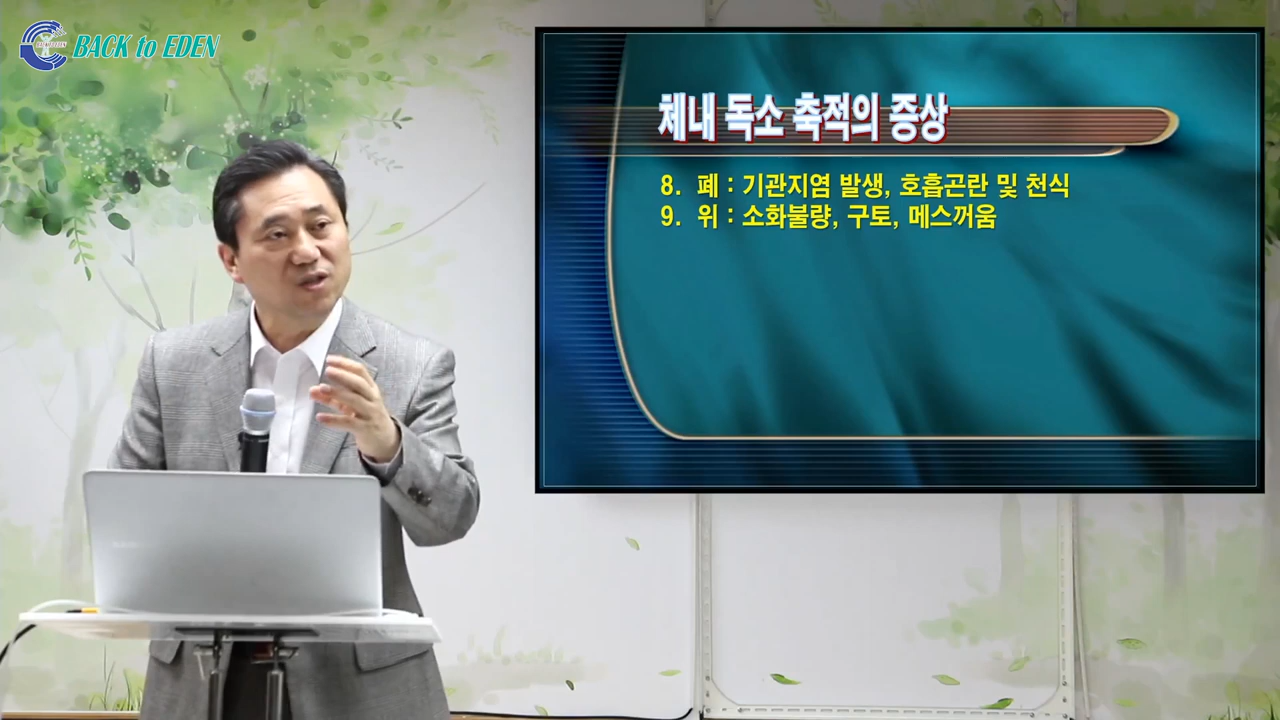 BACK to EDEN
체내 독소 축적의 증상
8. 폐 : 기관지염 발생, 호흡곤란 및 천식
9. 위 : 소화불량, 구토, 메스꺼움